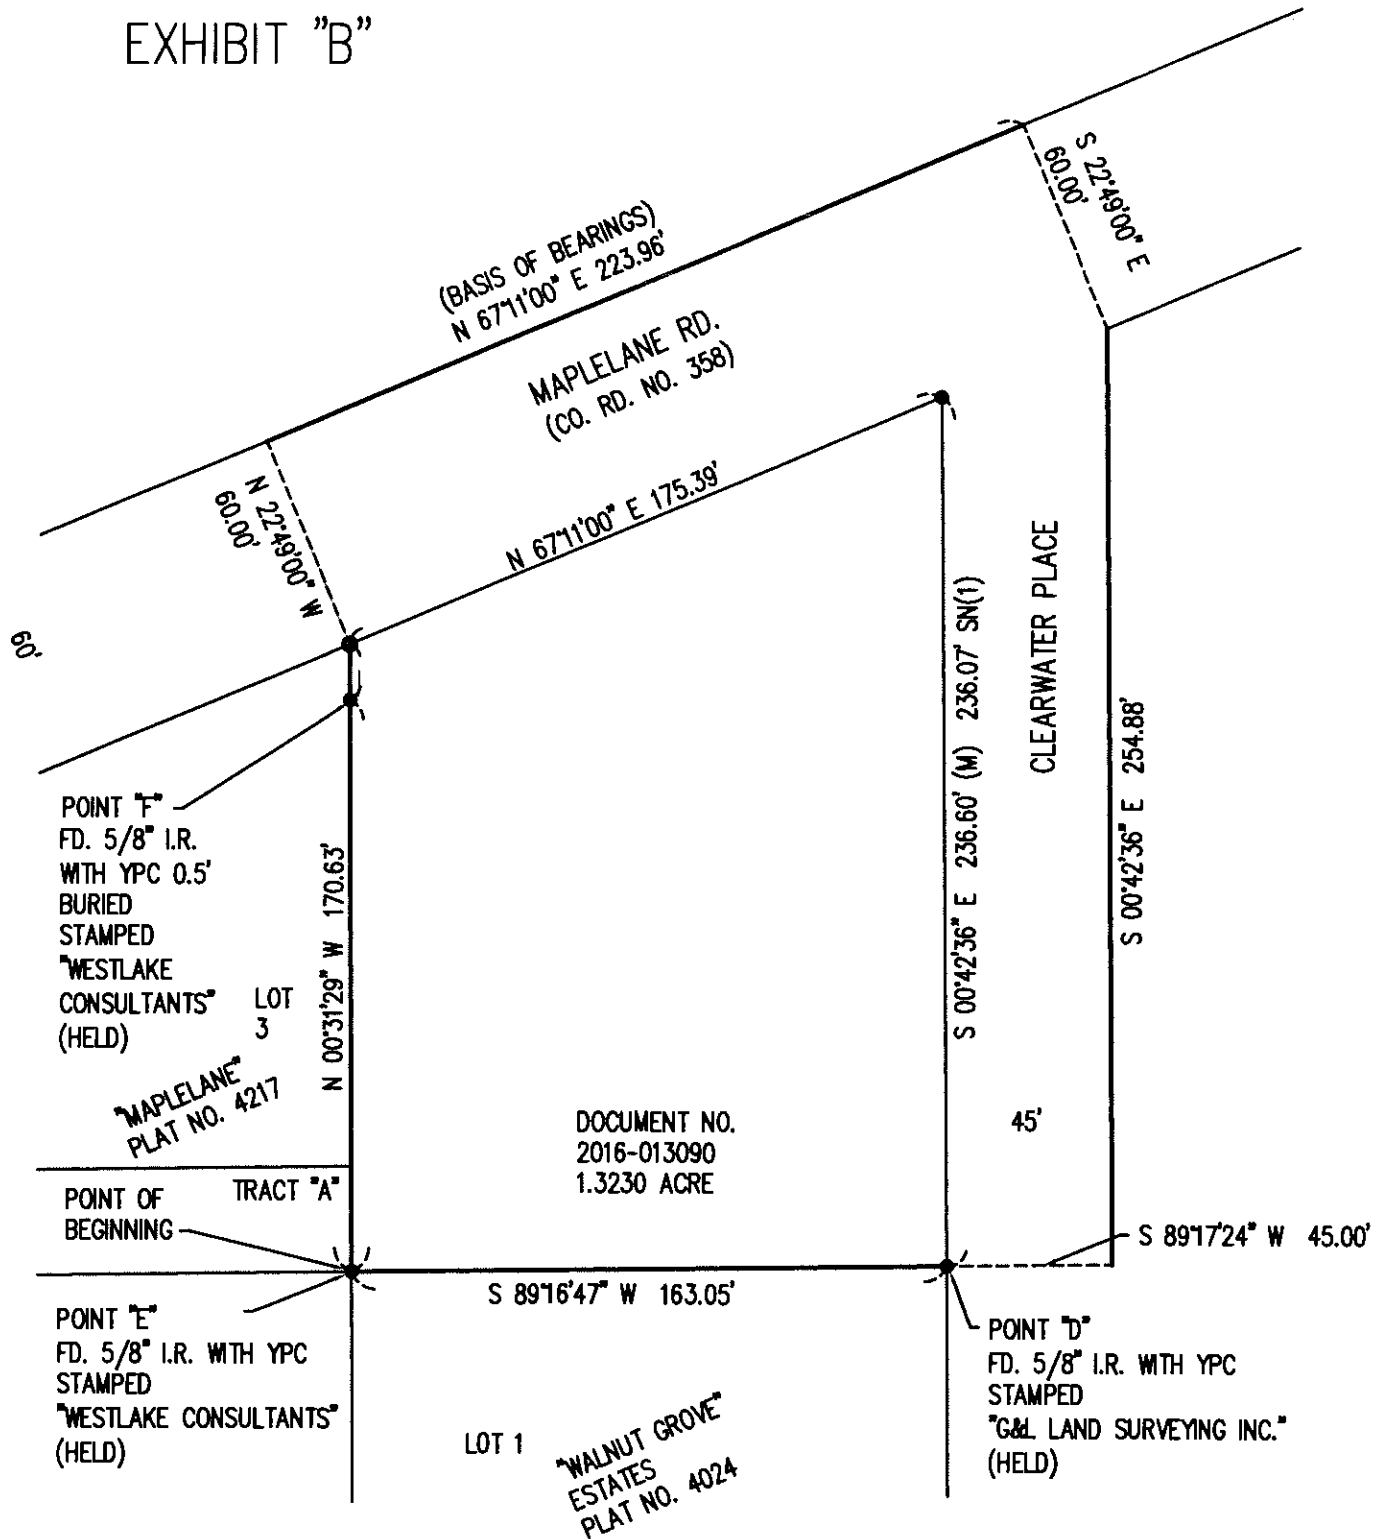 EXHIBIT "B"
S 22°49'00" E
60.00'
(BASIS OF BEARINGS)
N 67°11'00" E 223.96'
MAPLELANE RD.
(CO. RD. NO. 358)
N 22°49'00" W
60.00'
N 67°11'00" E 175.39'
60'
CLEARWATER PLACE
S 00°42'36" E 236.60' (M) 236.07' SN(1)
S 00°42'36" E 254.88'
POINT "F"
FD. 5/8" I.R.
WITH YPC 0.5'
BURIED
STAMPED
"WESTLAKE
CONSULTANTS"
(HELD)
N 00°31'29" W 170.63'
LOT
3
"MAPLELANE"
PLAT NO. 4217
DOCUMENT NO.
2016-013090
1.3230 ACRE
45'
TRACT "A"
POINT OF
BEGINNING
S 89°17'24" W 45.00'
S 89°16'47" W 163.05'
POINT "E"
FD. 5/8" I.R. WITH YPC
STAMPED
"WESTLAKE CONSULTANTS"
(HELD)
POINT "D"
FD. 5/8" I.R. WITH YPC
STAMPED
"G&L LAND SURVEYING INC."
(HELD)
LOT 1
"WALNUT GROVE"
ESTATES
PLAT NO. 4024